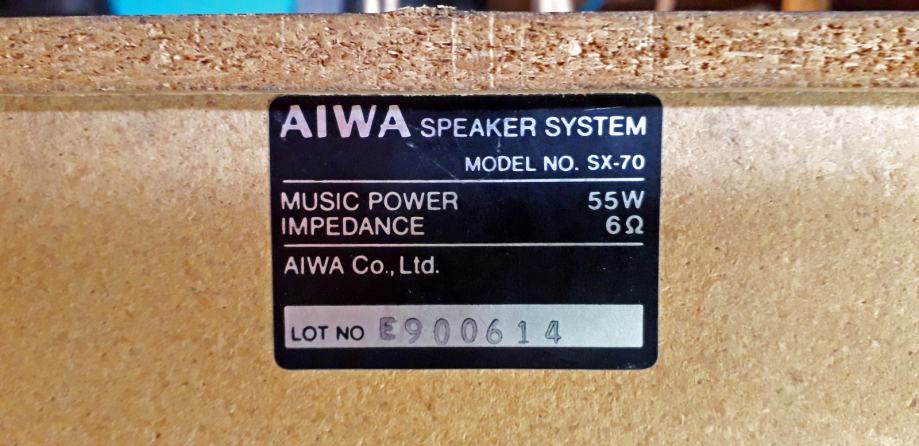 AIWA SPEAKER SYSTEM
MODEL NO. SX-70
MUSIC POWER 55W
IMPEDANCE 6Ω
AIWA Co., Ltd.
LOT NO E900614